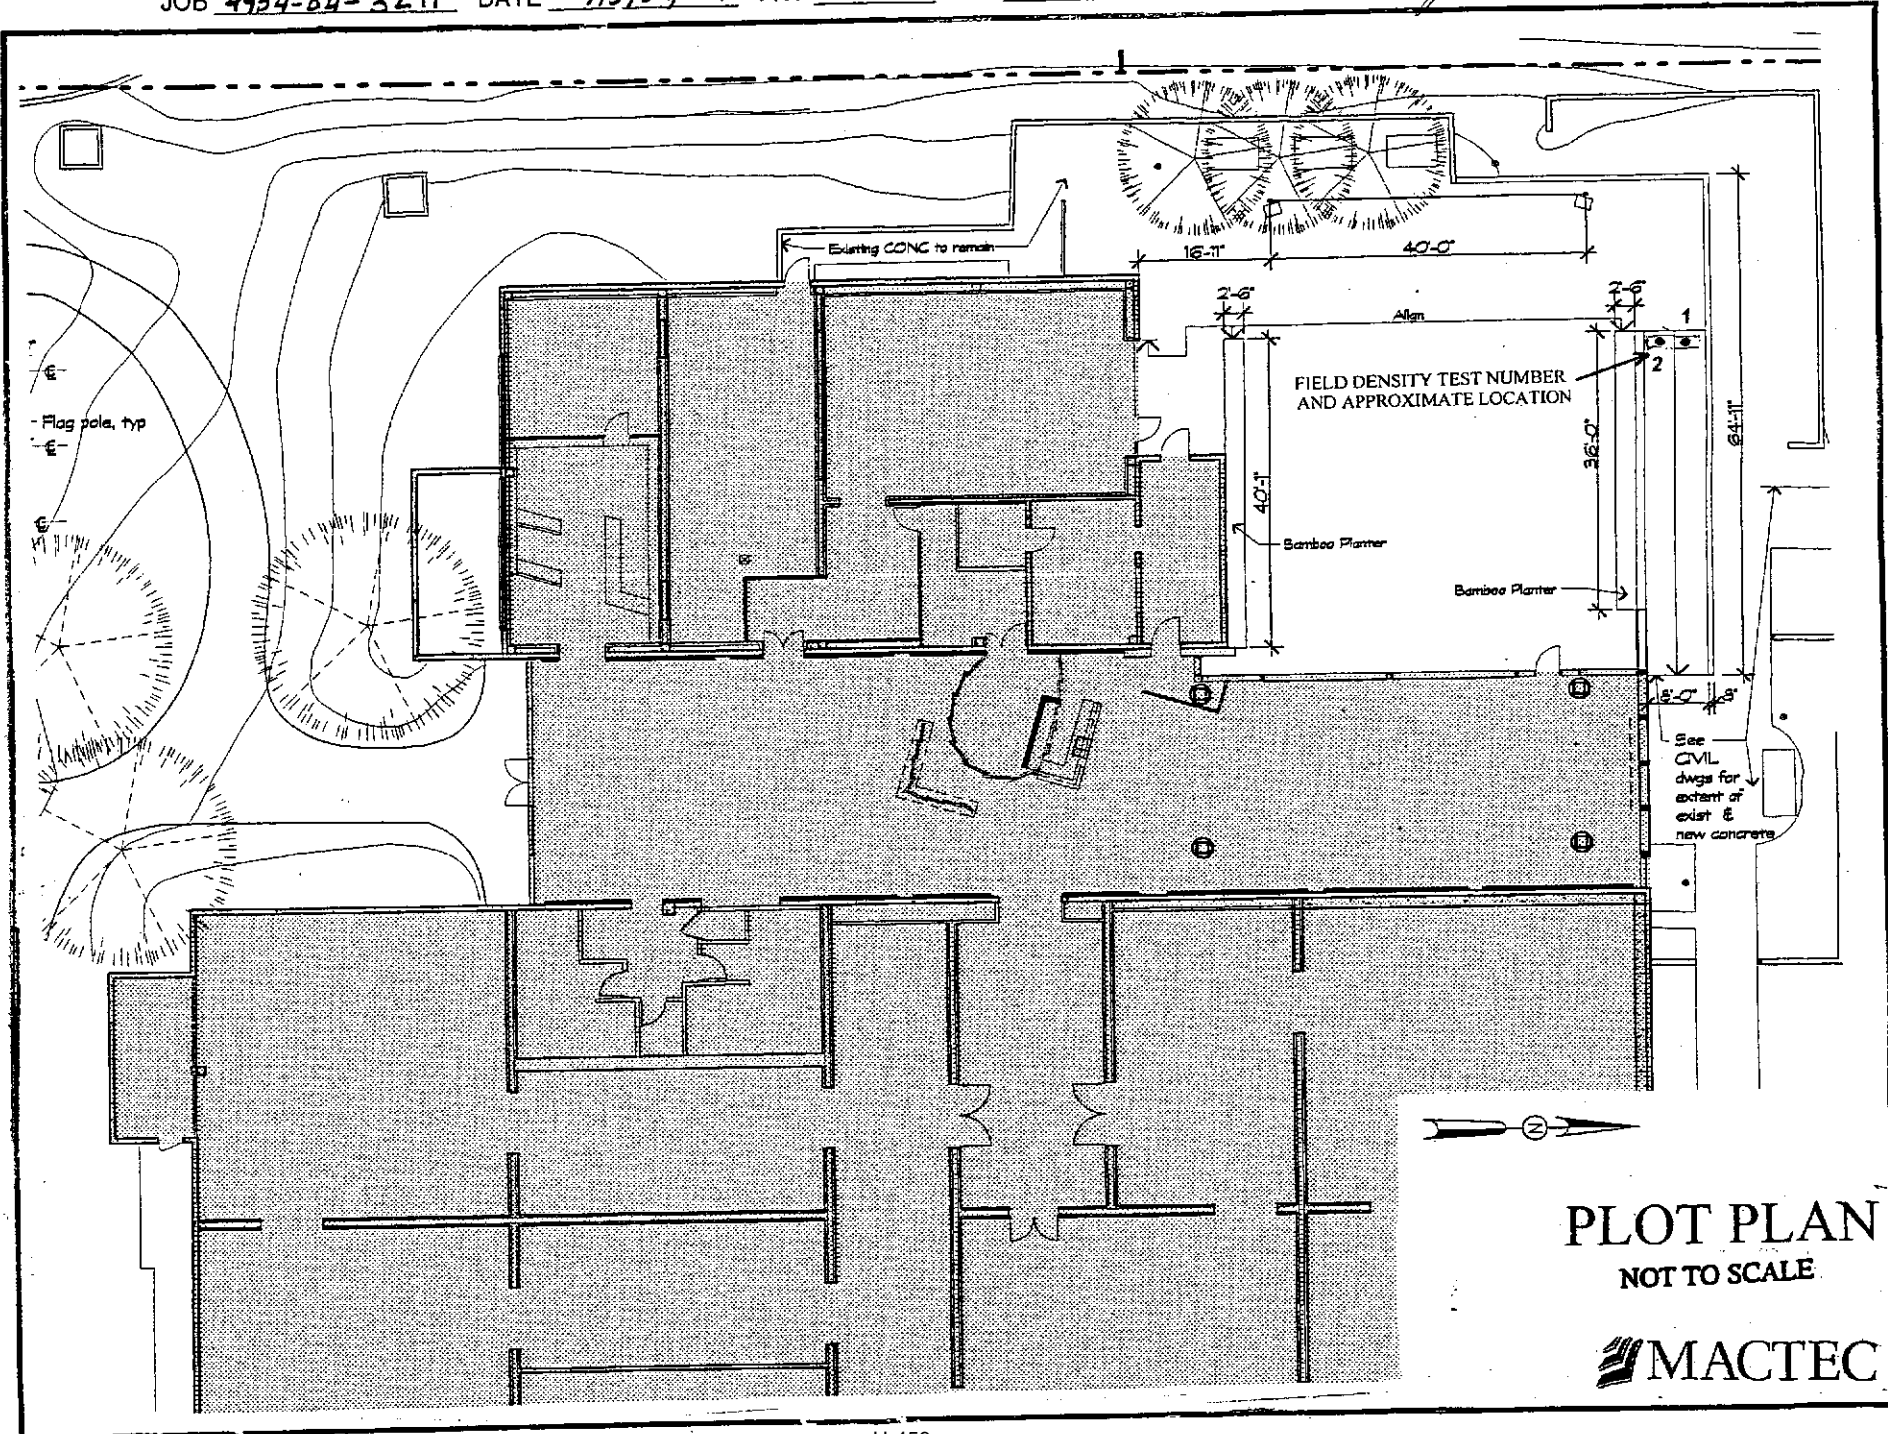 JOB DATE
Existing CONC to remain
16'-11"
40'-0"
2'-6"
2'-6"
Align
1
2
FIELD DENSITY TEST NUMBER
AND APPROXIMATE LOCATION
Flag pole, typ
36'-0"
64'-11"
40'-1"
Bamboo Planter
Bamboo Planter
8'-0"
8"
See
CIVIL
dwgs for
extent of
exist &
new concrete
N
PLOT PLAN
NOT TO SCALE
MACTEC